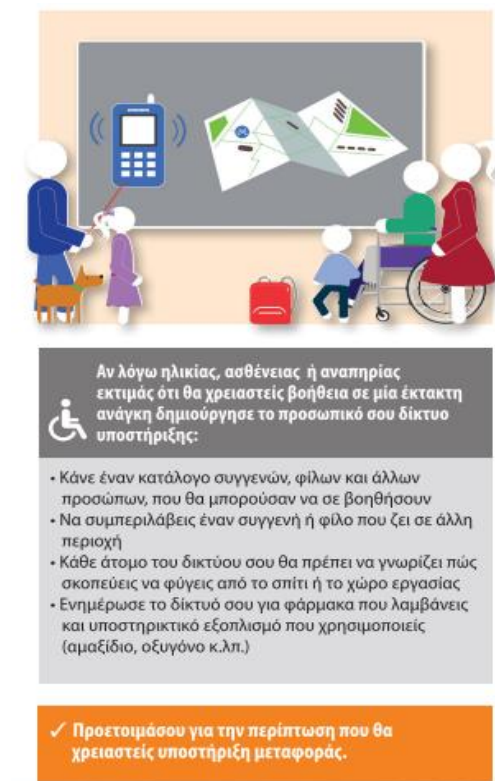 Αν λόγω ηλικίας, ασθένειας ή αναπηρίας
εκτιμάς ότι θα χρειαστείς βοήθεια σε μία έκτακτη
ανάγκη δημιούργησε το προσωπικό σου δίκτυο
υποστήριξης:
• Κάνε έναν κατάλογο συγγενών, φίλων και άλλων
προσώπων, που θα μπορούσαν να σε βοηθήσουν
• Να συμπεριλάβεις έναν συγγενή ή φίλο που ζει σε άλλη
περιοχή
• Κάθε άτομο του δικτύου σου θα πρέπει να γνωρίζει πώς
σκοπεύεις να φύγεις από το σπίτι ή το χώρο εργασίας
• Ενημέρωσε το δίκτυό σου για φάρμακα που λαμβάνεις
και υποστηρικτικό εξοπλισμό που χρησιμοποιείς
(αμαξίδιο, οξυγόνο κ.λπ.)
✓ Προετοιμάσου για την περίπτωση που θα
χρειαστείς υποστήριξη μεταφοράς.